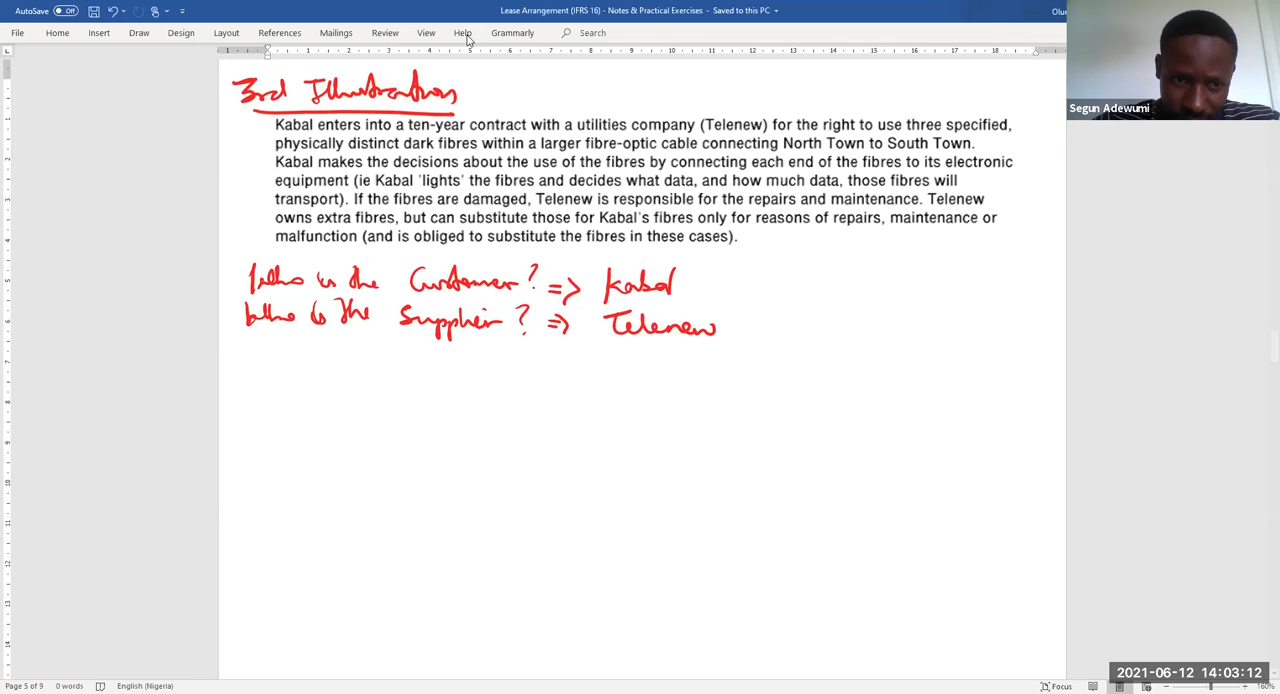 AutoSave Off
Lease Arrangement (IFRS 16) - Notes & Practical Exercises - Saved to this PC
Olu
File Home Insert Draw Design Layout References Mailings Review View Help Grammarly Search
Segun Adewumi
3rd Illustration
Kabal enters into a ten-year contract with a utilities company (Telenew) for the right to use three specified,
physically distinct dark fibres within a larger fibre-optic cable connecting North Town to South Town.
Kabal makes the decisions about the use of the fibres by connecting each end of the fibres to its electronic
equipment (ie Kabal 'lights' the fibres and decides what data, and how much data, those fibres will
transport). If the fibres are damaged, Telenew is responsible for the repairs and maintenance. Telenew
owns extra fibres, but can substitute those for Kabal's fibres only for reasons of repairs, maintenance or
malfunction (and is obliged to substitute the fibres in these cases).
Who is the Customer? => Kabal
Who is the Supplier? => Telenew
2021-06-12 14:03:12
Page 5 of 9 0 words English (Nigeria) Focus 160%